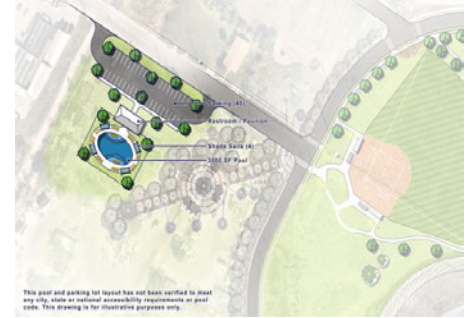 Parking (40)
Restroom / Pavilion
Shade Sails (4)
3000 SF Pool
This pool and parking lot layout has not been varified to meet
any city, state or national accessibility requirements or pool
code. This drawing is for illustrative purposes only.